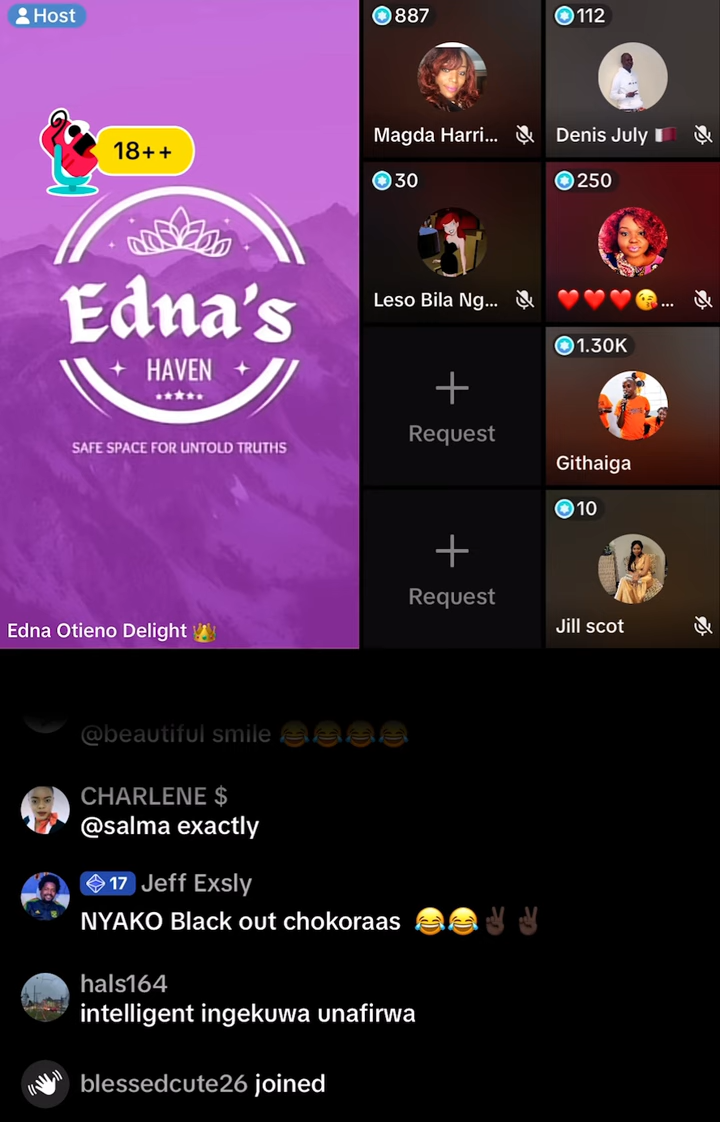 Host
18++
Edna's
HAVEN
SAFE SPACE FOR UNTOLD TRUTHS
Edna Otieno Delight
887
Magda Harri...
112
Denis July
30
Leso Bila Ng...
250
❤️❤️❤️😘...
Request
1.30K
Githaiga
Request
10
Jill scot
@beautiful smile 😂😂😂😂
CHARLENE $
@salma exactly
17 Jeff Exsly
NYAKO Black out chokoraas 😂😂✌🏿✌🏿
hals164
intelligent ingekuwa unafirwa
blessedcute26 joined